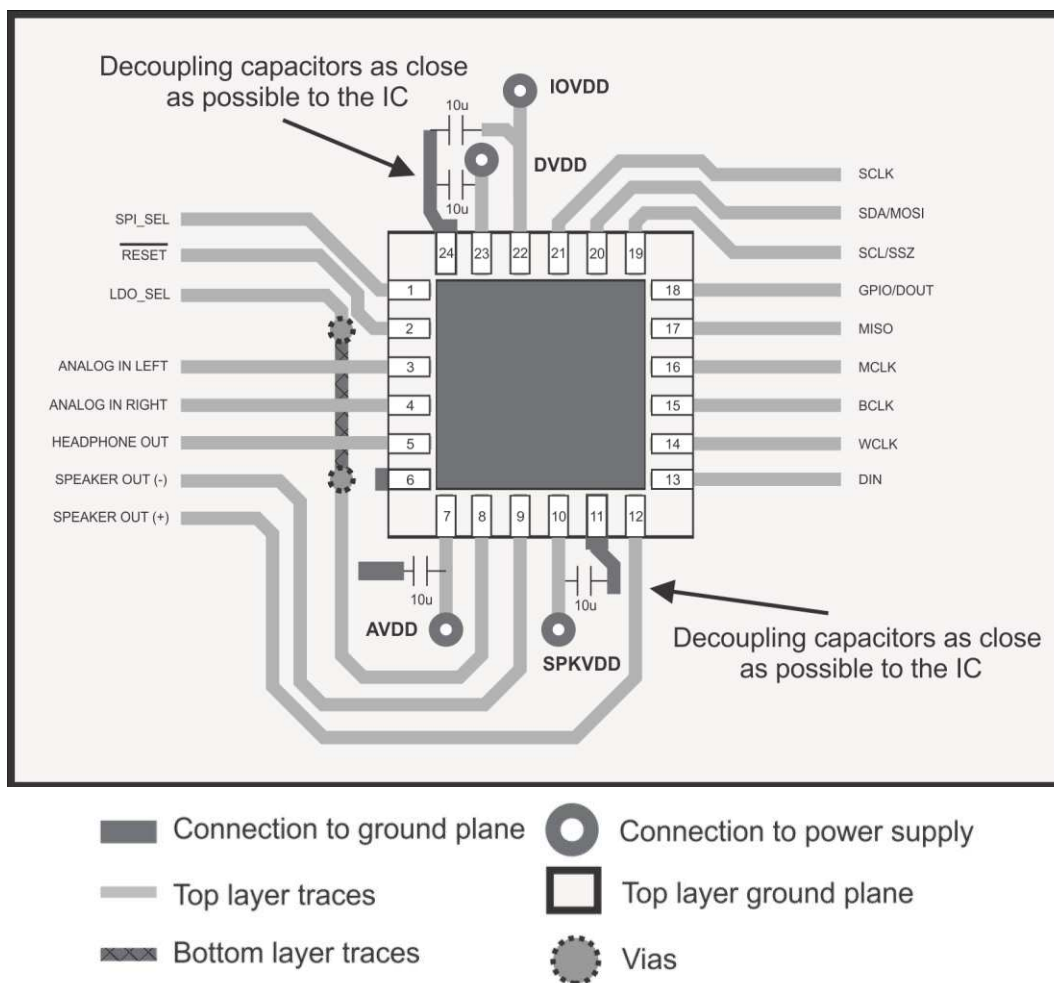 Decoupling capacitors as close
as possible to the IC
10u
IOVDD
DVDD
10u
SPI_SEL
RESET
LDO_SEL
ANALOG IN LEFT
ANALOG IN RIGHT
HEADPHONE OUT
SPEAKER OUT (-)
SPEAKER OUT (+)
24 23 22 21 20 19
1
2
3
4
5
6
18
17
16
15
14
13
7 8 9 10 11 12
SCLK
SDA/MOSI
SCL/SSZ
GPIO/DOUT
MISO
MCLK
BCLK
WCLK
DIN
10u
AVDD
10u
SPKVDD
Decoupling capacitors as close
as possible to the IC
Connection to ground plane
Connection to power supply
Top layer traces
Top layer ground plane
Bottom layer traces
Vias